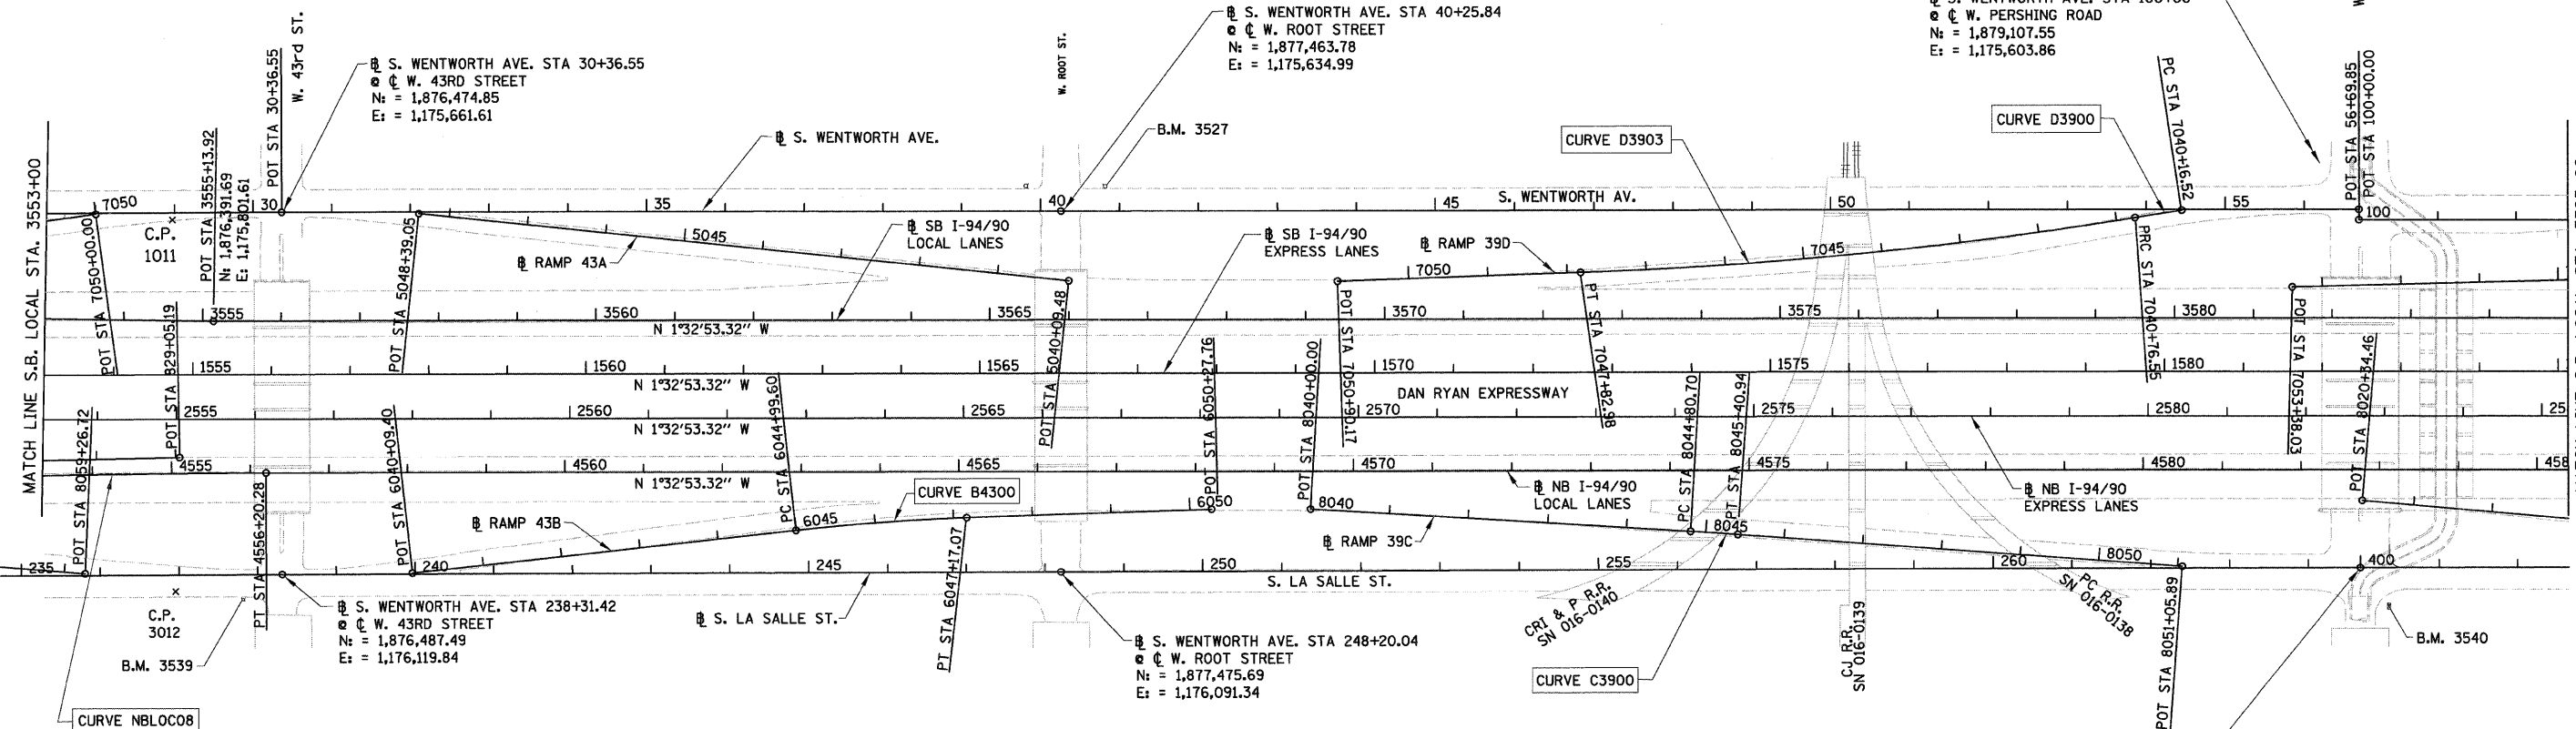 ℄ S. WENTWORTH AVE. STA 40+25.84
@ ℄ W. ROOT STREET
N: = 1,877,463.78
E: = 1,175,634.99
@ ℄ W. PERSHING ROAD
N: = 1,879,107.55
E: = 1,175,603.86
W. 43rd ST.
POT STA 30+36.55
℄ S. WENTWORTH AVE. STA 30+36.55
@ ℄ W. 43RD STREET
N: = 1,876,474.85
E: = 1,175,661.61
W. ROOT ST.
B.M. 3527
℄ S. WENTWORTH AVE.
CURVE D3903
CURVE D3900
PC STA 7040+16.52
POT STA 56+69.85
POT STA 100+00.00
MATCH LINE S.B. LOCAL STA. 3553+00
7050
C.P.
1011
POT STA 7050+00.00
POT STA 3555+13.92
N: 1,876,391.69
E: 1,175,801.61
30
35
40
45
S. WENTWORTH AV.
50
55
100
POT STA 5048+39.05
5045
℄ RAMP 43A
℄ SB I-94/90
LOCAL LANES
℄ SB I-94/90
EXPRESS LANES
℄ RAMP 39D
7050
7045
PRC STA 7040+76.55
3555
3560
N 1°32'53.32" W
3565
3570
3575
3580
POT STA 829+05.19
POT STA 5040+09.48
POT STA 7050+90.17
PT STA 7047+82.98
POT STA 7053+38.03
1555
1560
N 1°32'53.32" W
1565
1570
1575
1580
DAN RYAN EXPRESSWAY
2555
2560
N 1°32'53.32" W
2565
2570
2575
2580
25
POT STA 8059+26.72
POT STA 6040+09.40
PC STA 6044+99.60
POT STA 6050+27.76
POT STA 8040+00.00
PC STA 8044+80.70
PT STA 8045+40.94
POT STA 8020+34.46
4555
4560
N 1°32'53.32" W
4565
4570
4575
4580
458
PT STA 4556+20.28
℄ RAMP 43B
6045
CURVE B4300
6050
8040
℄ NB I-94/90
LOCAL LANES
℄ NB I-94/90
EXPRESS LANES
℄ RAMP 39C
8045
8050
235
240
245
250
S. LA SALLE ST.
255
260
400
C.P.
3012
B.M. 3539
℄ S. WENTWORTH AVE. STA 238+31.42
@ ℄ W. 43RD STREET
N: = 1,876,487.49
E: = 1,176,119.84
℄ S. LA SALLE ST.
PT STA 6047+17.07
℄ S. WENTWORTH AVE. STA 248+20.04
@ ℄ W. ROOT STREET
N: = 1,877,475.69
E: = 1,176,091.34
CRI & P R.R.
SN 016-0140
CURVE C3900
CJ R.R.
SN 016-0139
PC R.R.
SN 016-0138
POT STA 8051+05.89
B.M. 3540
CURVE NBLOC08